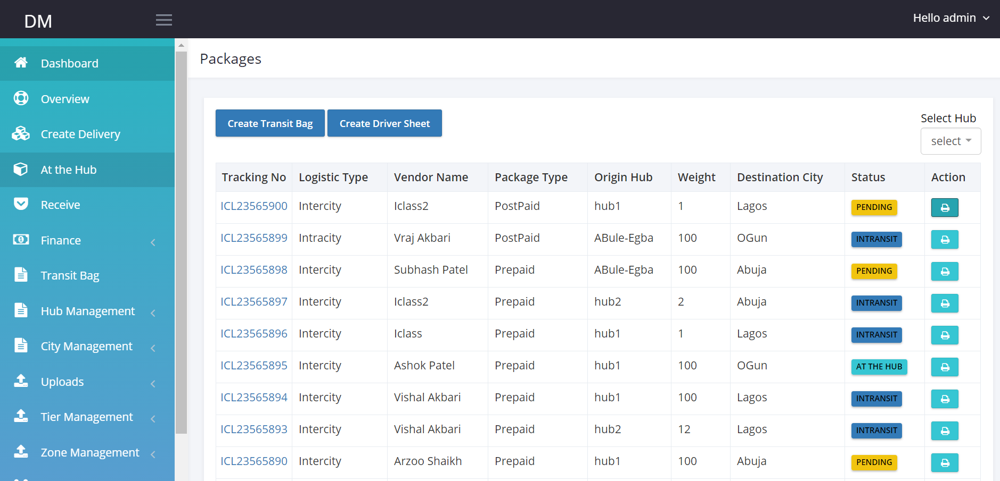 DM
Hello admin
Dashboard
Overview
Create Delivery
At the Hub
Receive
Finance
Transit Bag
Hub Management
City Management
Uploads
Tier Management
Zone Management
Packages
Create Transit Bag Create Driver Sheet
Select Hub
select
Tracking No Logistic Type Vendor Name Package Type Origin Hub Weight Destination City Status Action
ICL23565900 Intercity Iclass2 PostPaid hub1 1 Lagos PENDING
ICL23565899 Intracity Vraj Akbari PostPaid ABule-Egba 100 OGun INTRANSIT
ICL23565898 Intercity Subhash Patel Prepaid ABule-Egba 100 Abuja PENDING
ICL23565897 Intercity Iclass2 Prepaid hub2 2 Abuja INTRANSIT
ICL23565896 Intercity Iclass Prepaid hub1 1 Lagos INTRANSIT
ICL23565895 Intercity Ashok Patel Prepaid hub1 100 OGun AT THE HUB
ICL23565894 Intercity Vishal Akbari Prepaid hub1 100 Lagos INTRANSIT
ICL23565893 Intercity Vishal Akbari Prepaid hub2 12 Lagos INTRANSIT
ICL23565890 Intercity Arzoo Shaikh Prepaid hub1 100 Abuja PENDING